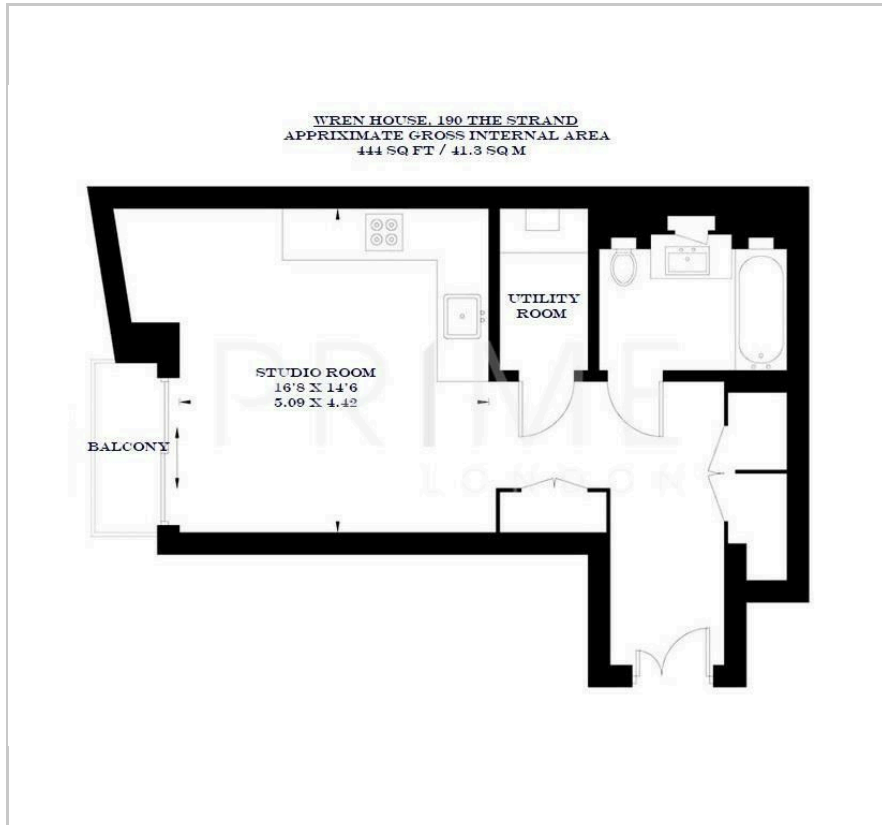 WREN HOUSE, 190 THE STRAND
APPRIXIMATE GROSS INTERNAL AREA
444 SQ FT / 41.3 SQ M
UTILITY
ROOM
STUDIO ROOM
16'8 X 14'6
5.09 X 4.42
BALCONY
PRIME
LONDON